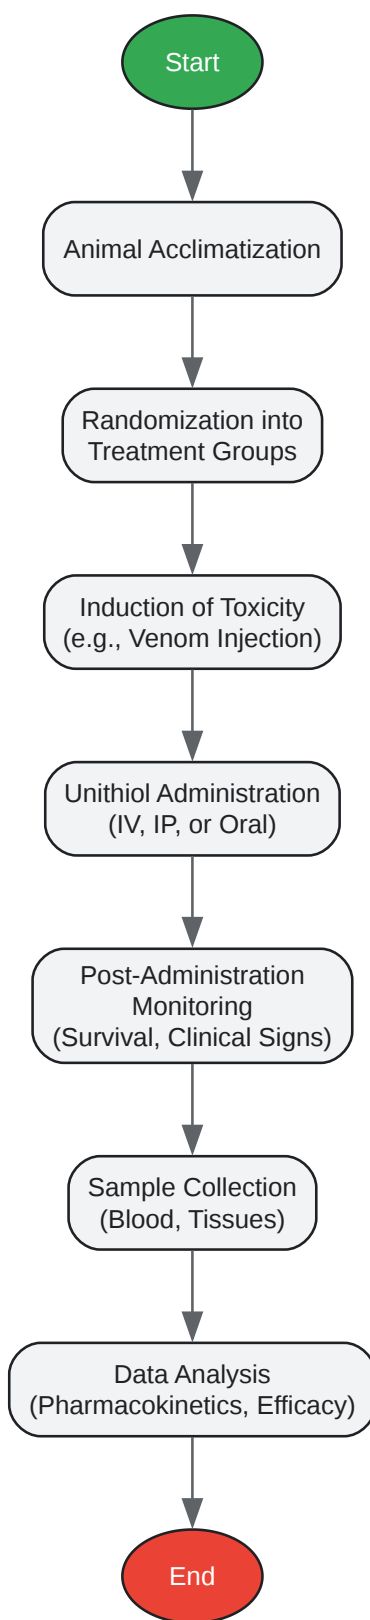 Start
Animal Acclimatization
Randomization into
Treatment Groups
Induction of Toxicity
(e.g., Venom Injection)
Unithiol Administration
(IV, IP, or Oral)
Post-Administration
Monitoring
(Survival, Clinical Signs)
Sample Collection
(Blood, Tissues)
Data Analysis
(Pharmacokinetics, Efficacy)
End